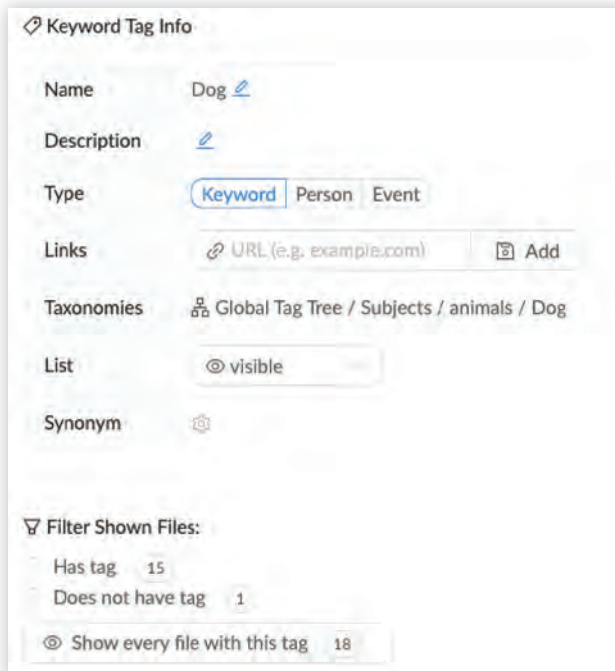 Keyword Tag Info
Name Dog
Description
Type Keyword Person Event
Links URL (e.g. example.com) Add
Taxonomies Global Tag Tree / Subjects / animals / Dog
List visible
Synonym
Filter Shown Files:
Has tag 15
Does not have tag 1
Show every file with this tag 18